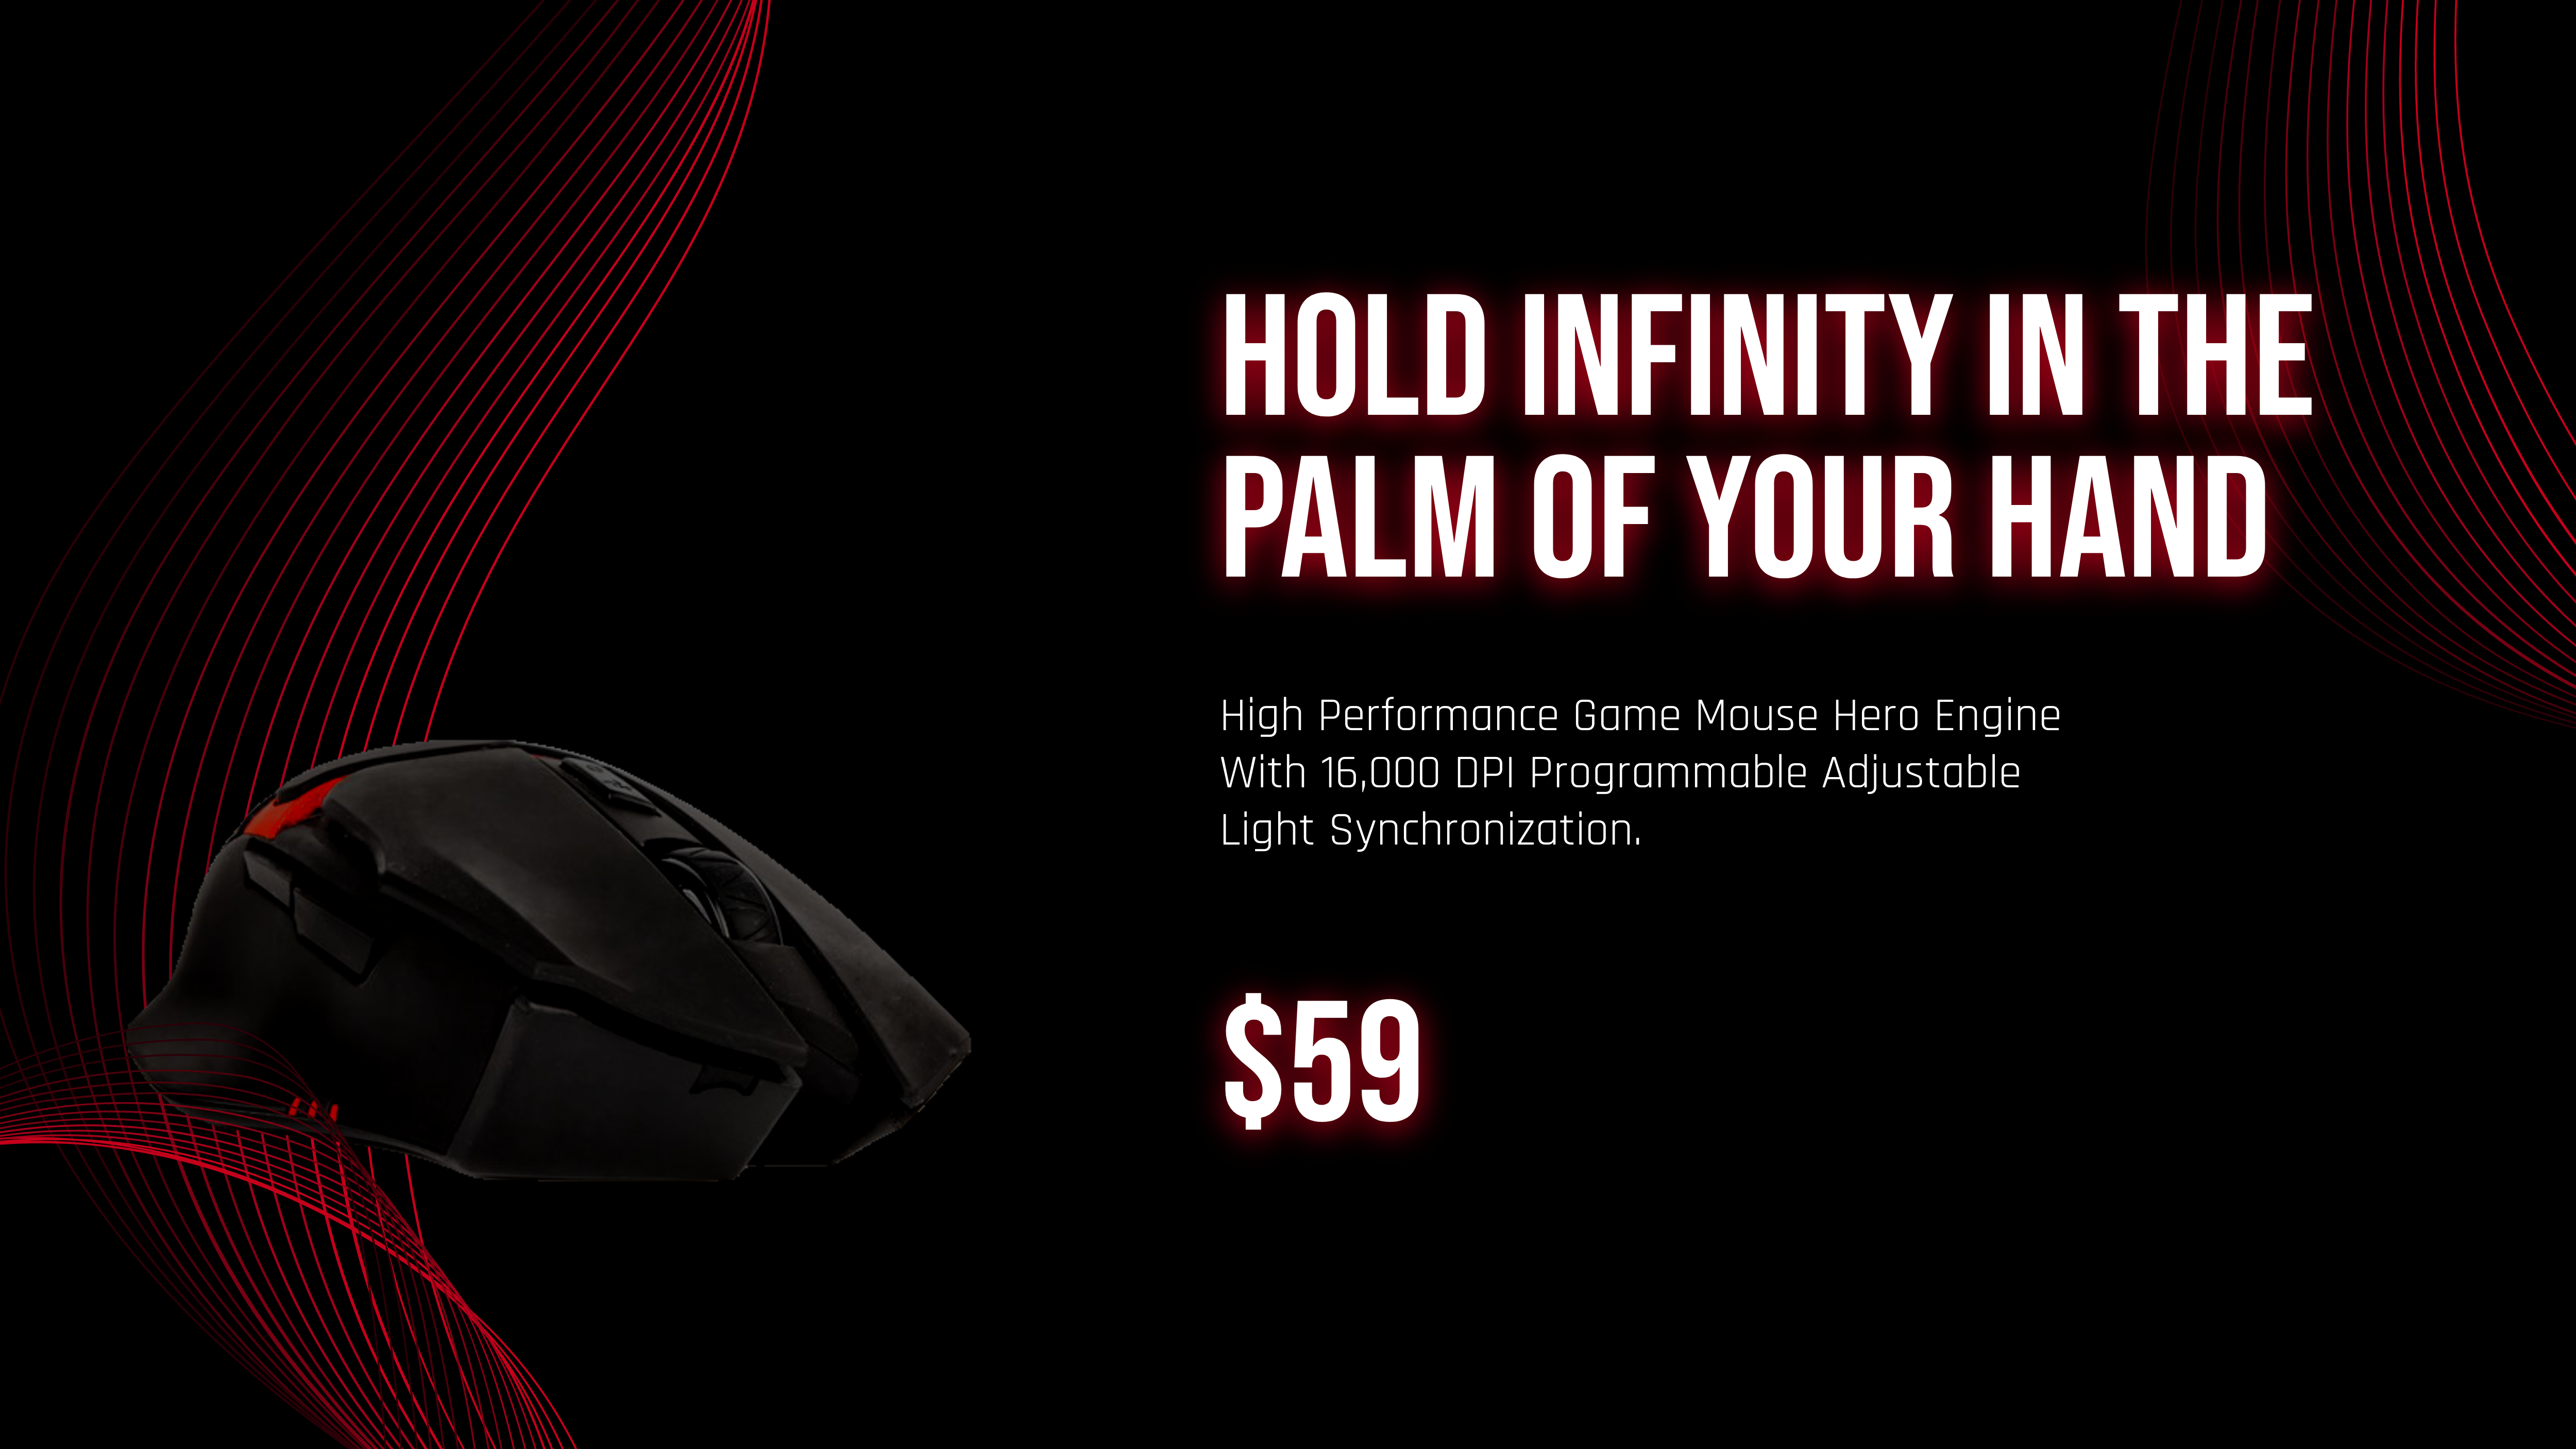 HOLD INFINITY IN THE
PALM OF YOUR HAND
High Performance Game Mouse Hero Engine
With 16,000 DPI Programmable Adjustable
Light Synchronization.
$59